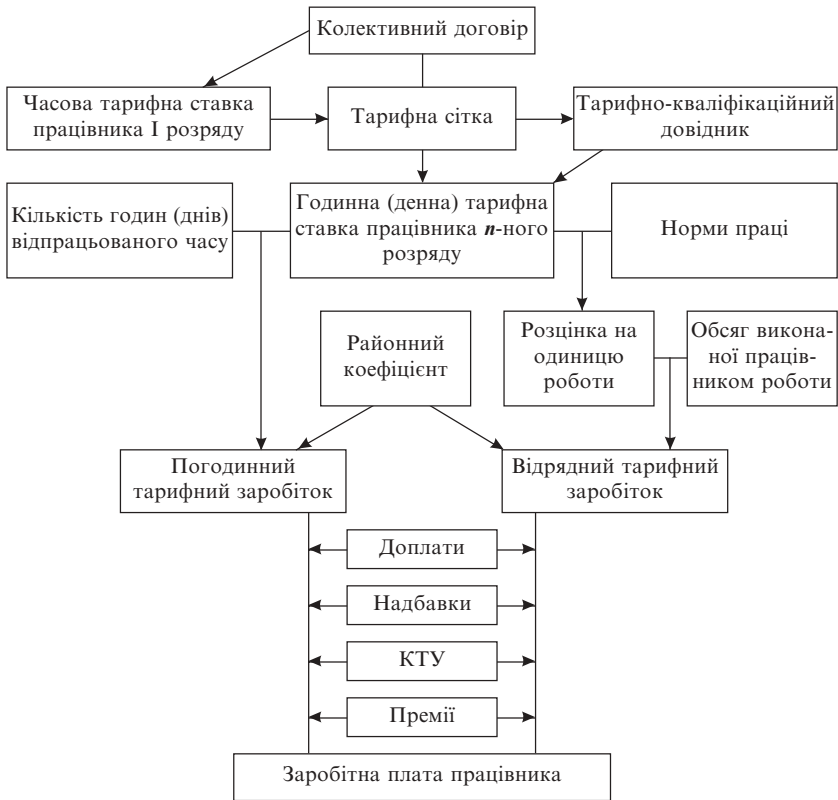 Колективний договір
Часова тарифна ставка
працівника І розряду
Тарифна сітка
Тарифно-кваліфікаційний
довідник
Кількість годин (днів)
відпрацьованого часу
Годинна (денна) тарифна
ставка працівника n-ного
розряду
Норми праці
Районний
коефіцієнт
Розцінка на
одиницю
роботи
Обсяг викона-
ної праців-
ником роботи
Погодинний
тарифний заробіток
Відрядний тарифний
заробіток
Доплати
Надбавки
КТУ
Премії
Заробітна плата працівника